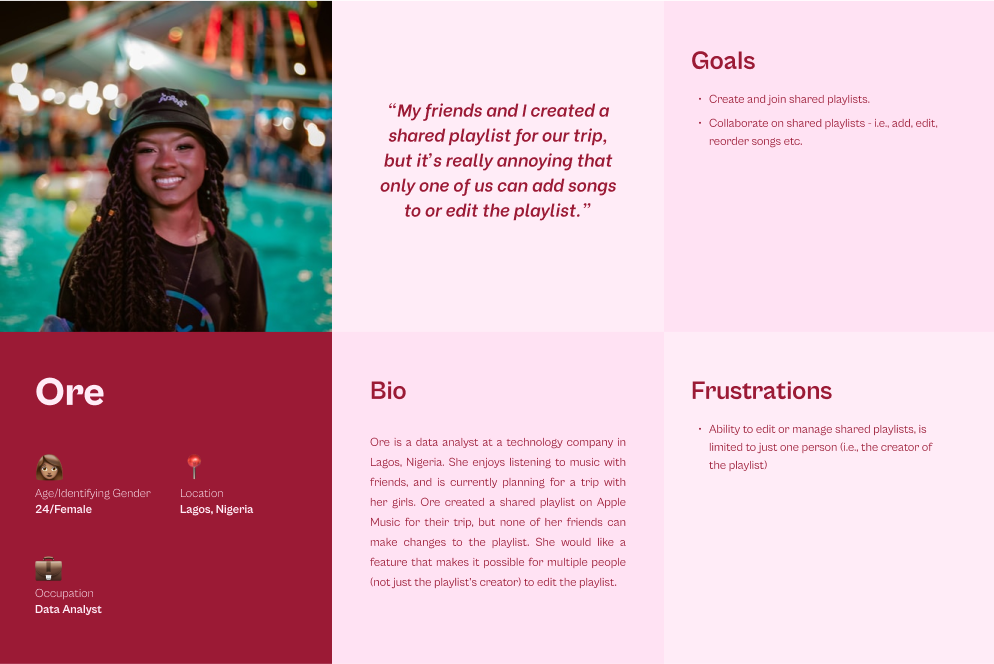 “My friends and I created a
shared playlist for our trip,
but it’s really annoying that
only one of us can add songs
to or edit the playlist.”
Goals
• Create and join shared playlists.
• Collaborate on shared playlists - i.e., add, edit,
reorder songs etc.
Ore
Age/Identifying Gender
24/Female
Location
Lagos, Nigeria
Occupation
Data Analyst
Bio
Ore is a data analyst at a technology company in
Lagos, Nigeria. She enjoys listening to music with
friends, and is currently planning for a trip with
her girls. Ore created a shared playlist on Apple
Music for their trip, but none of her friends can
make changes to the playlist. She would like a
feature that makes it possible for multiple people
(not just the playlist’s creator) to edit the playlist.
Frustrations
• Ability to edit or manage shared playlists, is
limited to just one person (i.e., the creator of
the playlist)